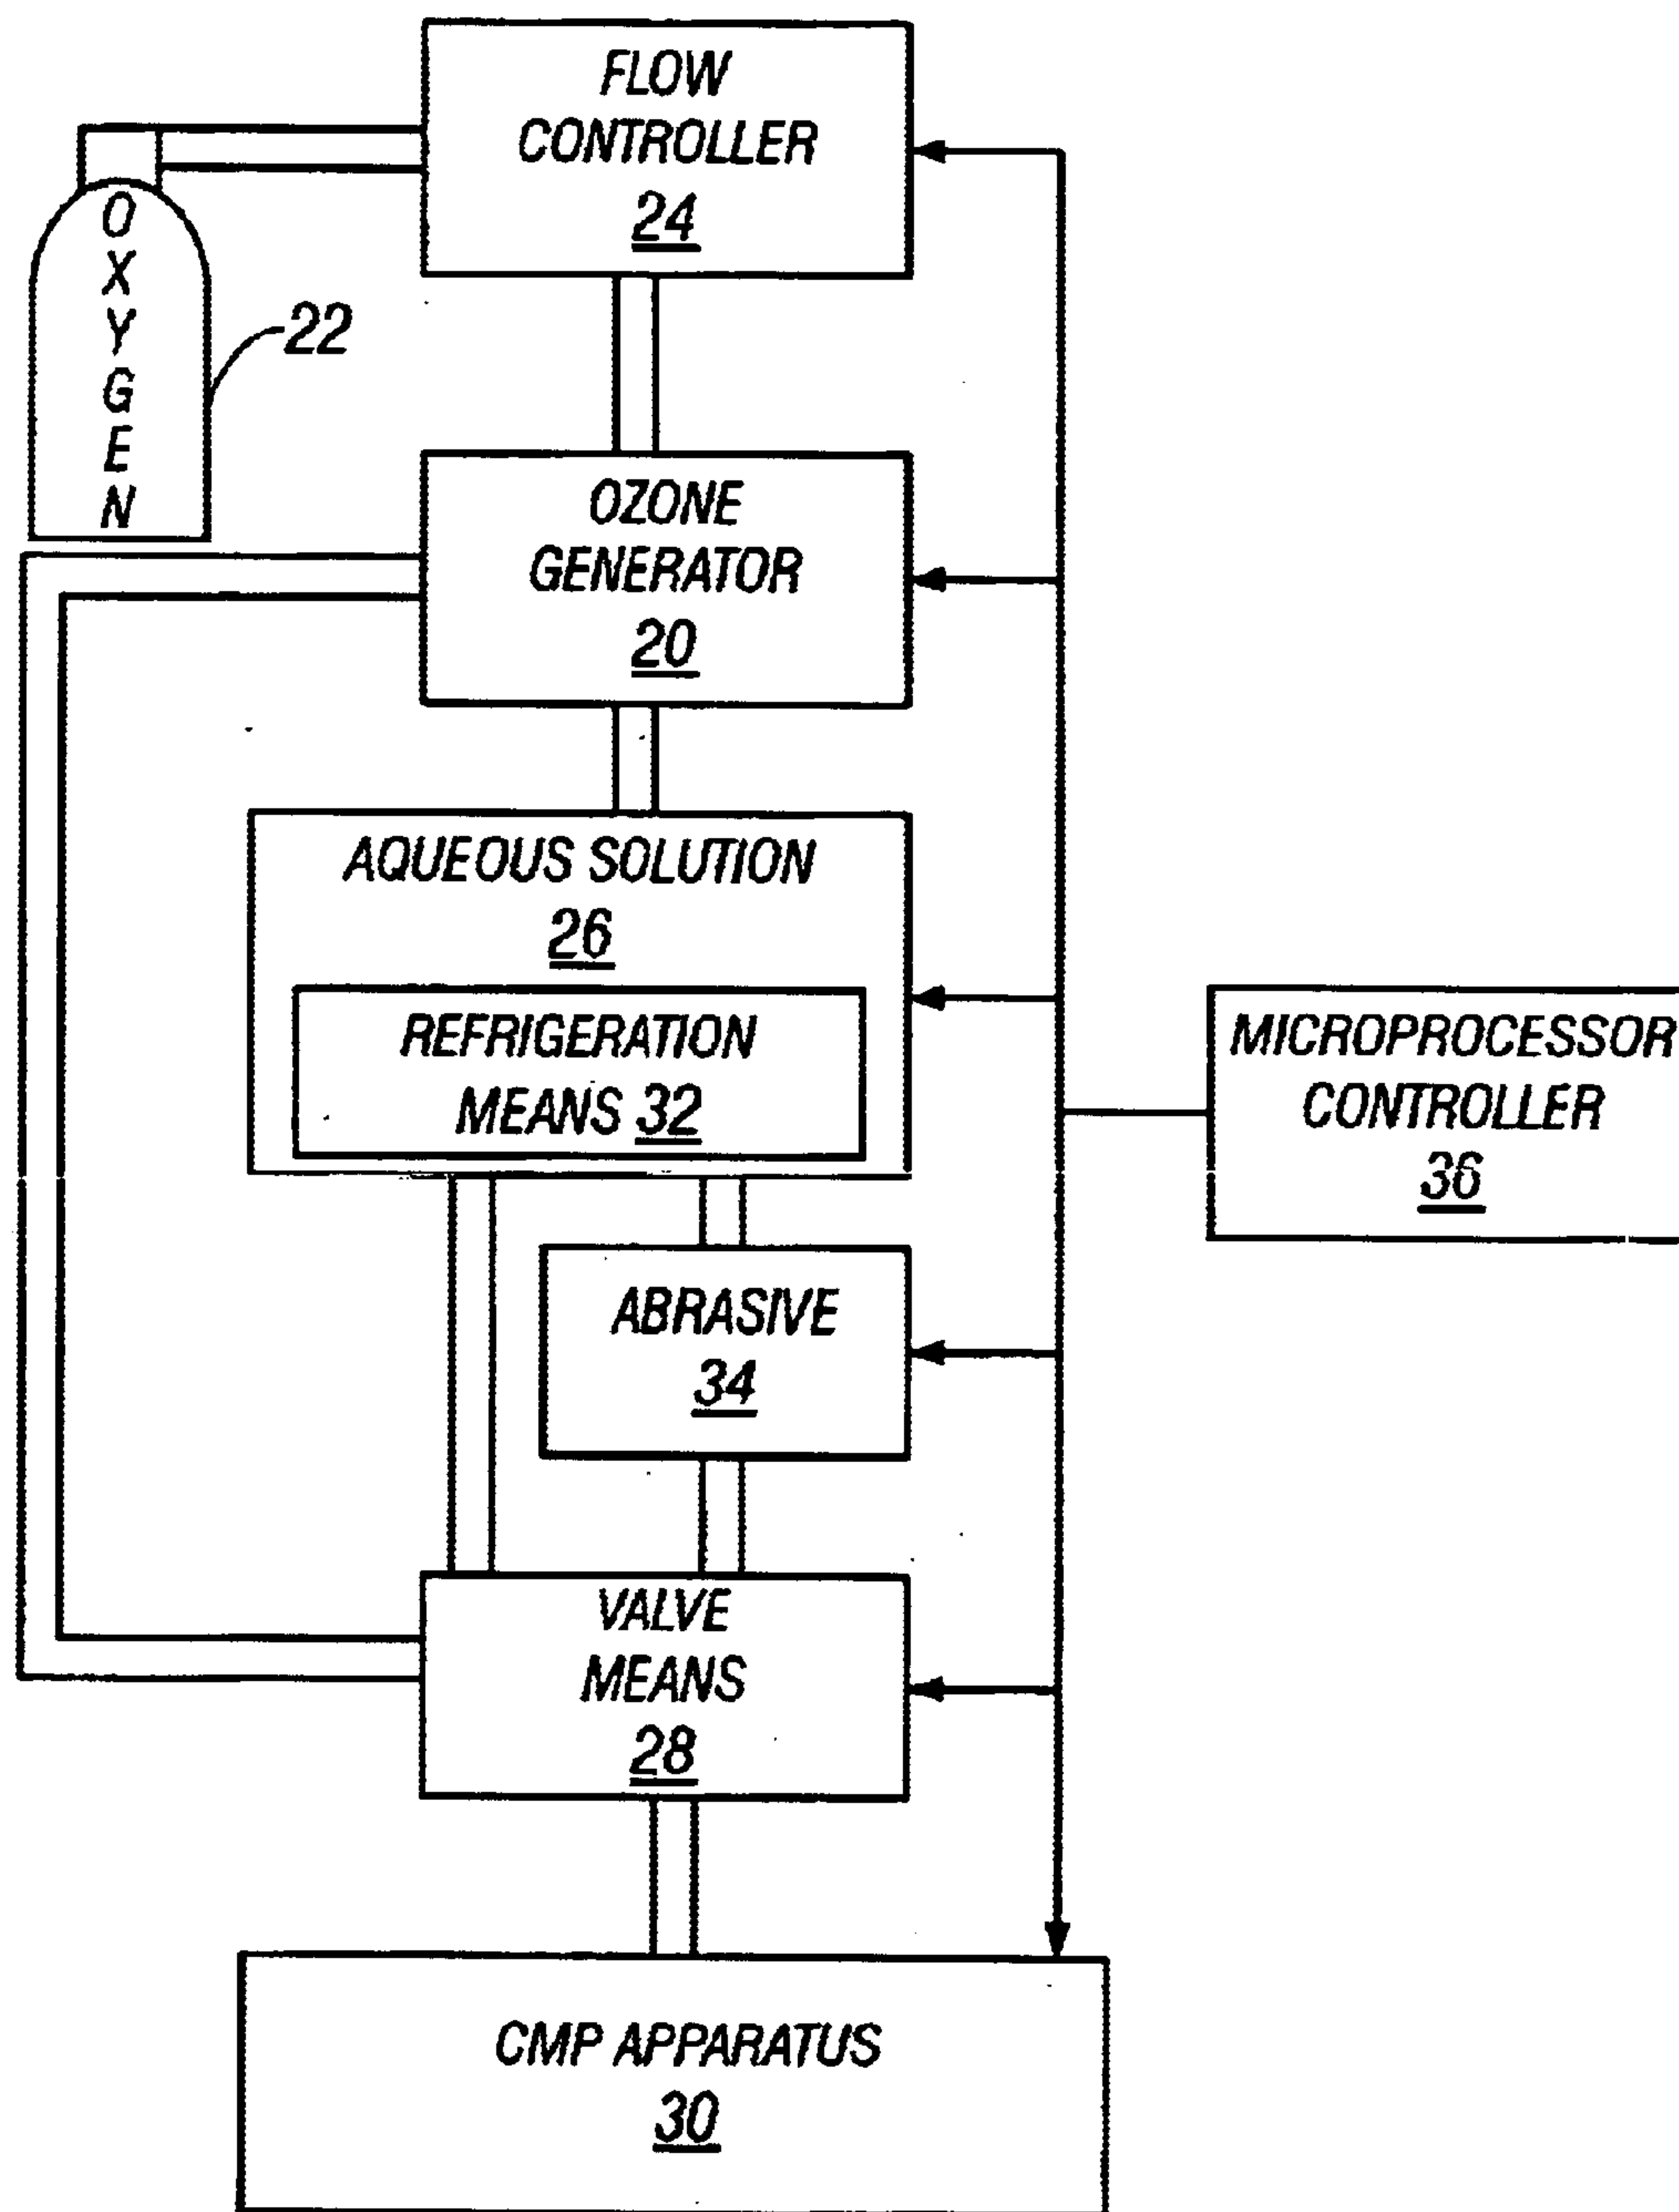 FLOW
CONTROLLER
24
OXYGEN
22
OZONE
GENERATOR
20
AQUEOUS SOLUTION
26
REFRIGERATION
MEANS 32
MICROPROCESSOR
CONTROLLER
36
ABRASIVE
34
VALVE
MEANS
28
CMP APPARATUS
30